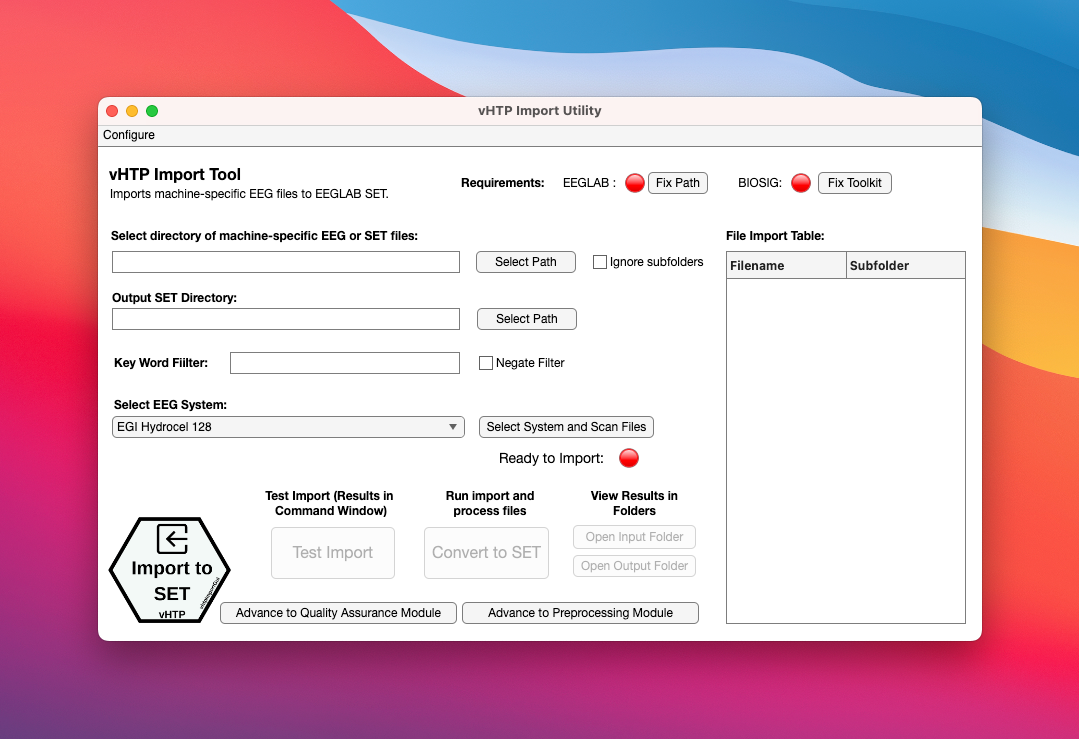 vHTP Import Utility
Configure
vHTP Import Tool
Imports machine-specific EEG files to EEGLAB SET.
Requirements:
EEGLAB :
Fix Path
BIOSIG:
Fix Toolkit
Select directory of machine-specific EEG or SET files:
Select Path
Ignore subfolders
Output SET Directory:
Select Path
Key Word Fiilter:
Negate Filter
Select EEG System:
EGI Hydrocel 128
Select System and Scan Files
Ready to Import:
File Import Table:
Filename
Subfolder
Test Import (Results in
Command Window)
Test Import
Run import and
process files
Convert to SET
View Results in
Folders
Open Input Folder
Open Output Folder
Import to
SET
vHTP
Advance to Quality Assurance Module
Advance to Preprocessing Module